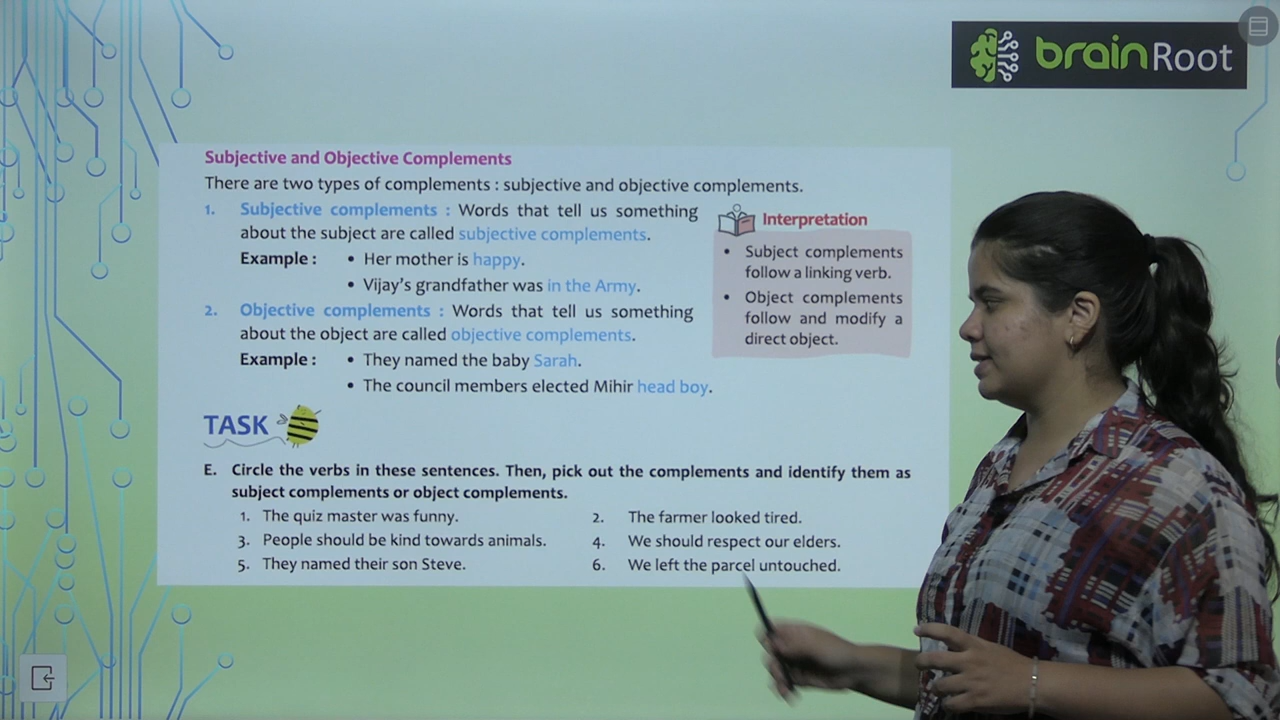 brainRoot
Subjective and Objective Complements
There are two types of complements : subjective and objective complements.
1. Subjective complements : Words that tell us something
about the subject are called subjective complements.
Example : • Her mother is happy.
• Vijay's grandfather was in the Army.
2. Objective complements : Words that tell us something
about the object are called objective complements.
Example : • They named the baby Sarah.
• The council members elected Mihir head boy.
Interpretation
• Subject complements
follow a linking verb.
• Object complements
follow and modify a
direct object.
TASK
E. Circle the verbs in these sentences. Then, pick out the complements and identify them as
subject complements or object complements.
1. The quiz master was funny.
2. The farmer looked tired.
3. People should be kind towards animals.
4. We should respect our elders.
5. They named their son Steve.
6. We left the parcel untouched.